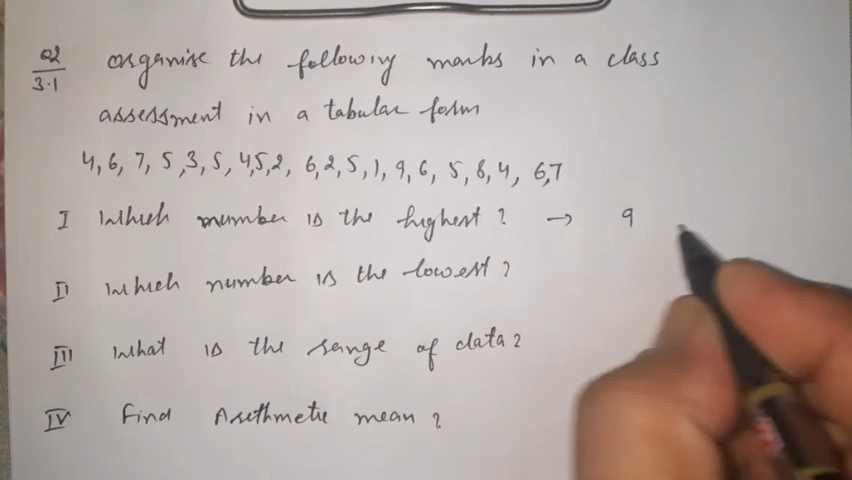 Q2
3.1
organise the following marks in a class
assessment in a tabular form
4, 6, 7, 5, 3, 5, 4, 5, 2, 6, 2, 5, 1, 9, 6, 5, 8, 4, 6, 7
I Which number is the highest? → 9
II Which number is the lowest?
III What is the range of data?
IV Find Arithmetic mean?